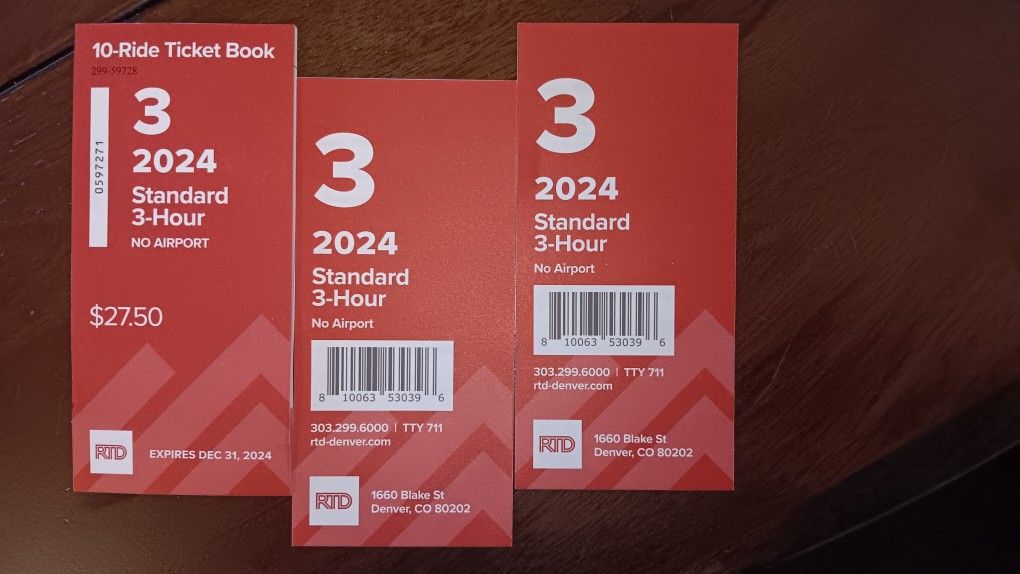 10-Ride Ticket Book
299-59728
0597271
3
2024
Standard
3-Hour
NO AIRPORT
$27.50
RTD
EXPIRES DEC 31, 2024
3
2024
Standard
3-Hour
No Airport
8 10063 53039 6
303.299.6000 | TTY 711
rtd-denver.com
RTD
1660 Blake St
Denver, CO 80202
3
2024
Standard
3-Hour
No Airport
8 10063 53039 6
303.299.6000 | TTY 711
rtd-denver.com
RTD
1660 Blake St
Denver, CO 80202